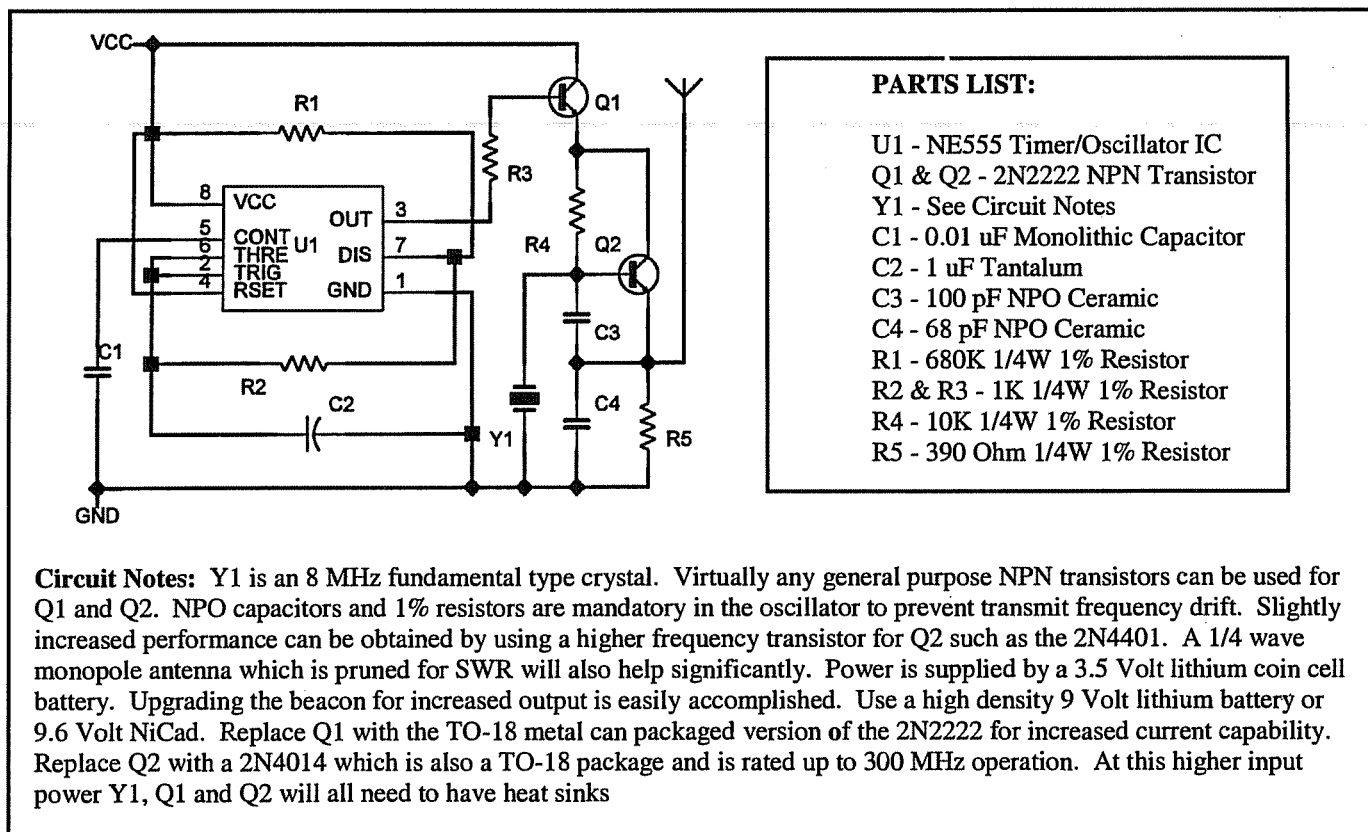 VCC
R1
Q1
R3
8
VCC
OUT
3
5
CONT
U1
6
THRE
DIS
7
2
TRIG
4
RSET
GND
1
R4
Q2
C1
R2
C2
C3
Y1
C4
R5
GND
PARTS LIST:
U1 - NE555 Timer/Oscillator IC
Q1 & Q2 - 2N2222 NPN Transistor
Y1 - See Circuit Notes
C1 - 0.01 uF Monolithic Capacitor
C2 - 1 uF Tantalum
C3 - 100 pF NPO Ceramic
C4 - 68 pF NPO Ceramic
R1 - 680K 1/4W 1% Resistor
R2 & R3 - 1K 1/4W 1% Resistor
R4 - 10K 1/4W 1% Resistor
R5 - 390 Ohm 1/4W 1% Resistor
Circuit Notes: Y1 is an 8 MHz fundamental type crystal. Virtually any general purpose NPN transistors can be used for
Q1 and Q2. NPO capacitors and 1% resistors are mandatory in the oscillator to prevent transmit frequency drift. Slightly
increased performance can be obtained by using a higher frequency transistor for Q2 such as the 2N4401. A 1/4 wave
monopole antenna which is pruned for SWR will also help significantly. Power is supplied by a 3.5 Volt lithium coin cell
battery. Upgrading the beacon for increased output is easily accomplished. Use a high density 9 Volt lithium battery or
9.6 Volt NiCad. Replace Q1 with the TO-18 metal can packaged version of the 2N2222 for increased current capability.
Replace Q2 with a 2N4014 which is also a TO-18 package and is rated up to 300 MHz operation. At this higher input
power Y1, Q1 and Q2 will all need to have heat sinks